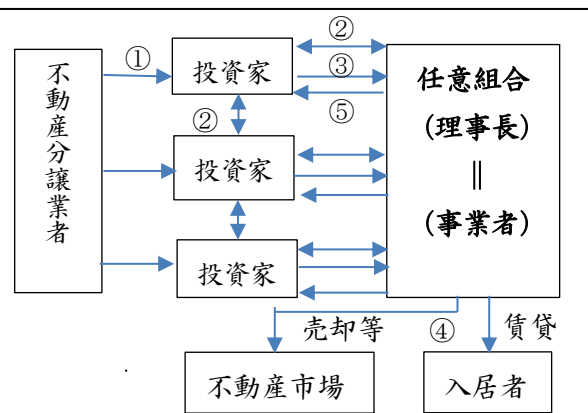 不動産分譲業者
①
投資家
②
③
⑤
②
投資家
投資家
任意組合
(理事長)
||
(事業者)
売却等
④
賃貸
不動産市場
入居者